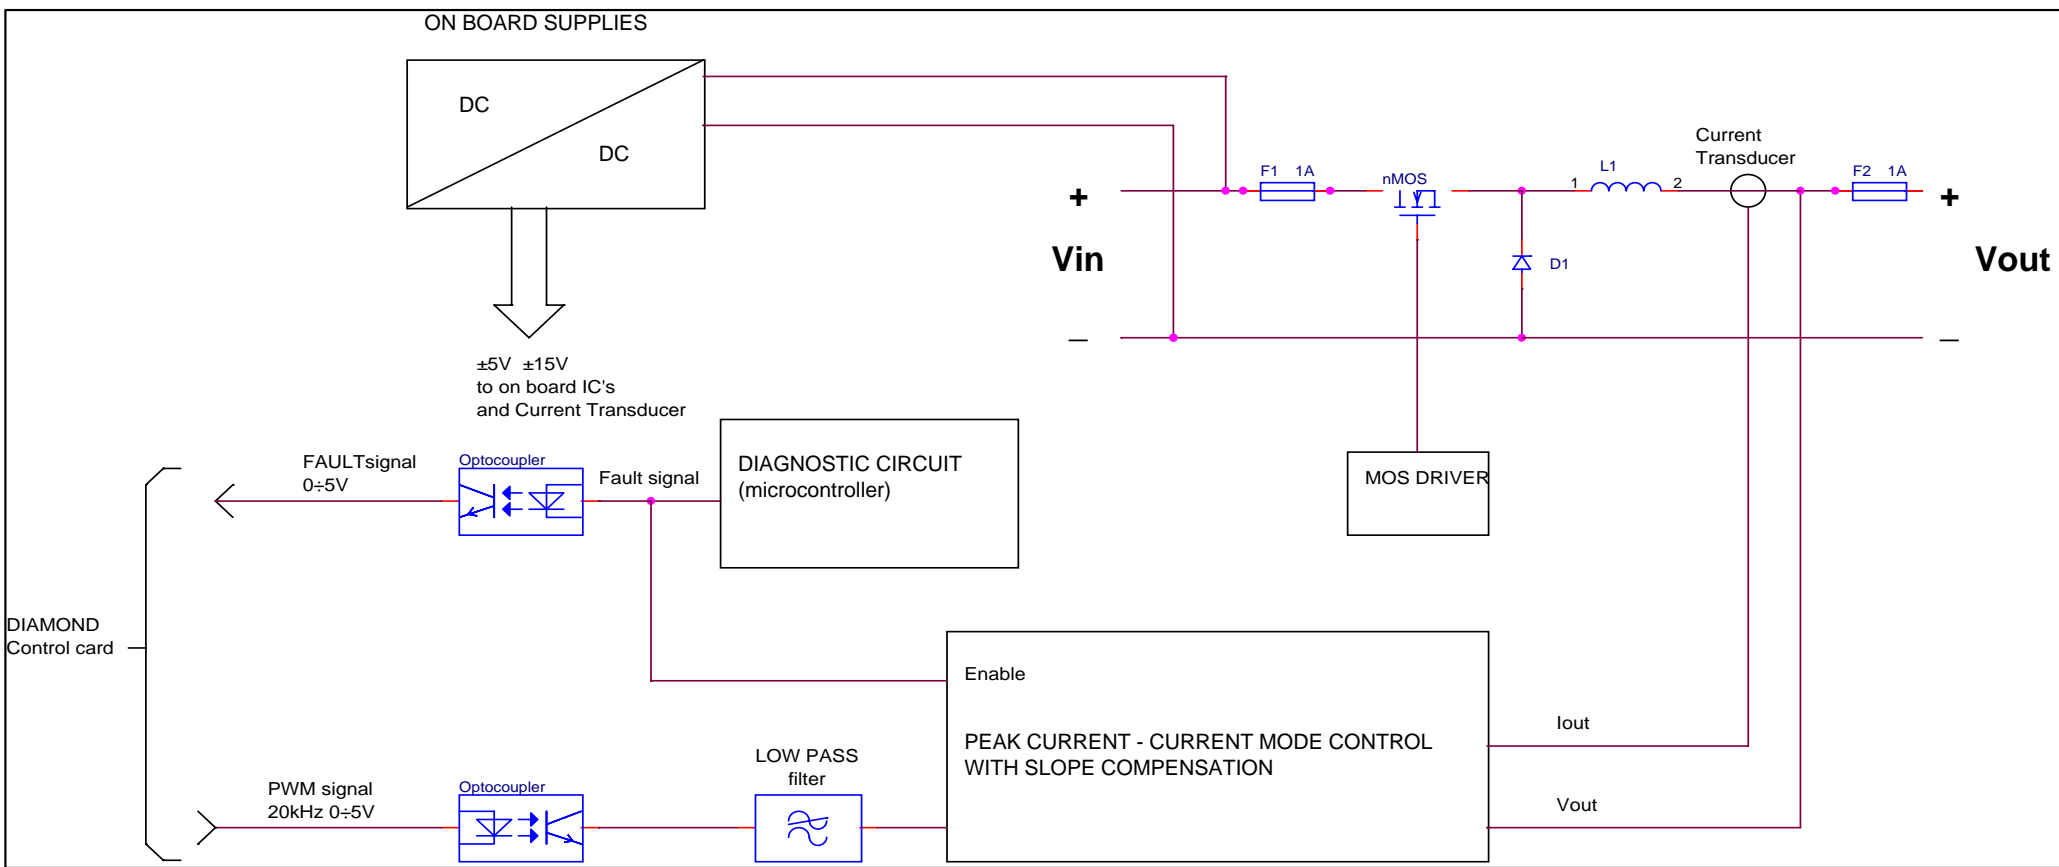 ON BOARD SUPPLIES
DC
DC
±5V ±15V
to on board IC's
and Current Transducer
+
Vin
–
F1 1A
nMOS
1
L1
2
Current
Transducer
F2 1A
+
Vout
–
D1
MOS DRIVER
FAULTsignal
0÷5V
Optocoupler
Fault signal
DIAGNOSTIC CIRCUIT
(microcontroller)
DIAMOND
Control card
Enable
PEAK CURRENT - CURRENT MODE CONTROL
WITH SLOPE COMPENSATION
Iout
Vout
PWM signal
20kHz 0÷5V
Optocoupler
LOW PASS
filter